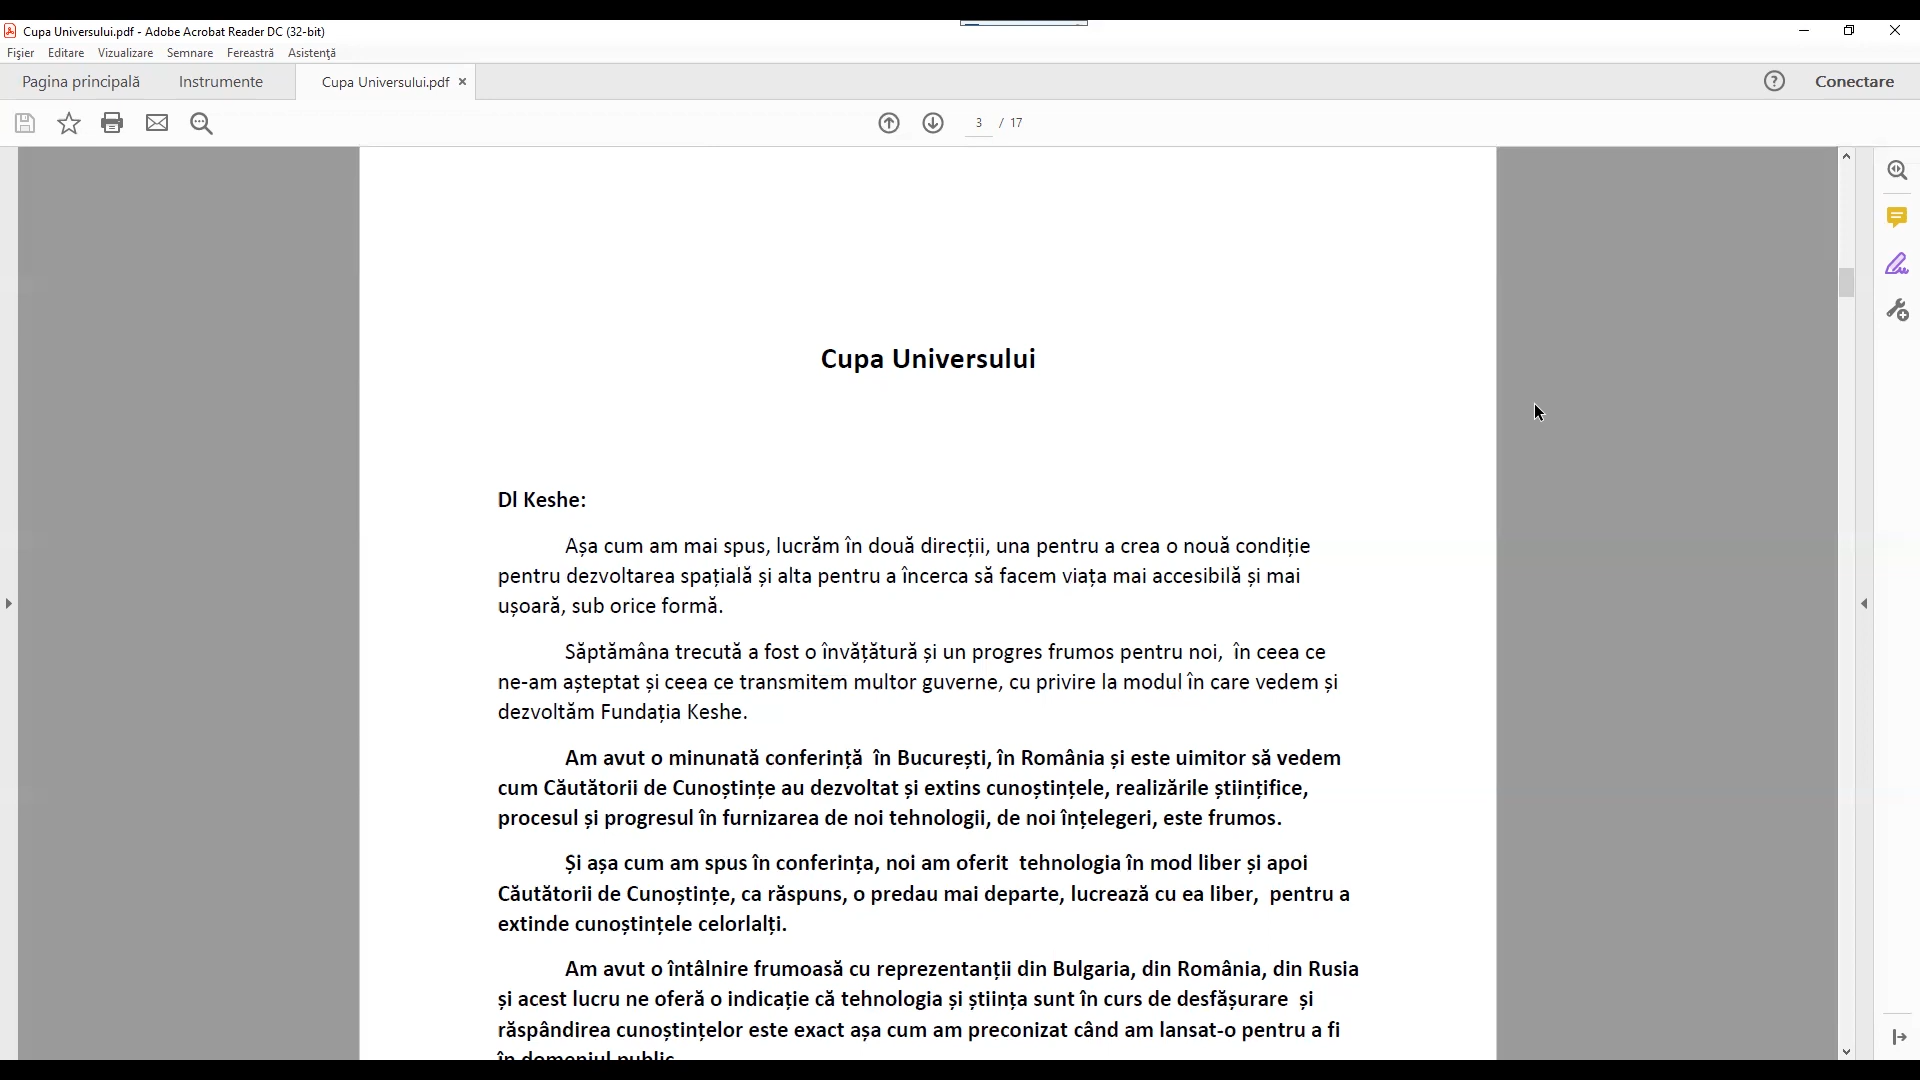 Cupa Universului.pdf - Adobe Acrobat Reader DC (32-bit)
Fişier Editare Vizualizare Semnare Fereastră Asistenţă
Pagina principală Instrumente Cupa Universului.pdf × ? Conectare
3 / 17
Cupa Universului
Dl Keshe:
Așa cum am mai spus, lucrăm în două direcții, una pentru a crea o nouă condiție
pentru dezvoltarea spațială și alta pentru a încerca să facem viața mai accesibilă și mai
ușoară, sub orice formă.
Săptămâna trecută a fost o învățătură și un progres frumos pentru noi, în ceea ce
ne-am așteptat și ceea ce transmitem multor guverne, cu privire la modul în care vedem și
dezvoltăm Fundația Keshe.
Am avut o minunată conferință în București, în România și este uimitor să vedem
cum Căutătorii de Cunoștințe au dezvoltat și extins cunoștințele, realizările științifice,
procesul și progresul în furnizarea de noi tehnologii, de noi înțelegeri, este frumos.
Și așa cum am spus în conferința, noi am oferit tehnologia în mod liber și apoi
Căutătorii de Cunoștințe, ca răspuns, o predau mai departe, lucrează cu ea liber, pentru a
extinde cunoștințele celorlalți.
Am avut o întâlnire frumoasă cu reprezentanții din Bulgaria, din România, din Rusia
și acest lucru ne oferă o indicație că tehnologia și știința sunt în curs de desfășurare și
răspândirea cunoștințelor este exact așa cum am preconizat când am lansat-o pentru a fi
în domeniul public